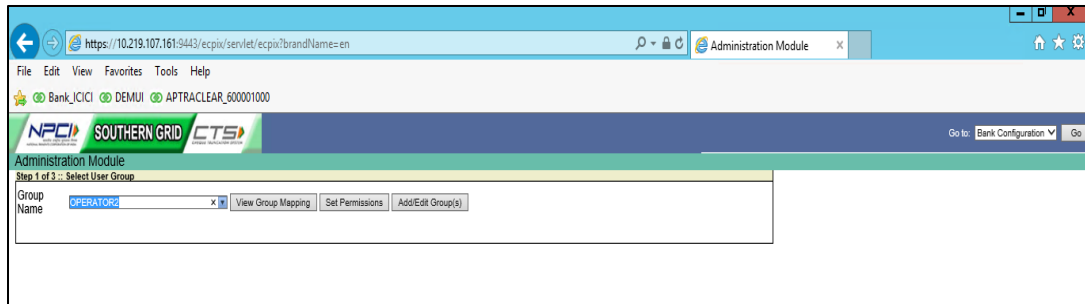 https://10.219.107.161:9443/ecpix/servlet/ecpix?brandName=en
Administration Module
File Edit View Favorites Tools Help
Bank_ICICI DEMUI APTRACLEAR_600001000
NPCI SOUTHERN GRID CTS
Go to: Bank Configuration Go
Administration Module
Step 1 of 3 :: Select User Group
Group Name OPERATOR2 View Group Mapping Set Permissions Add/Edit Group(s)